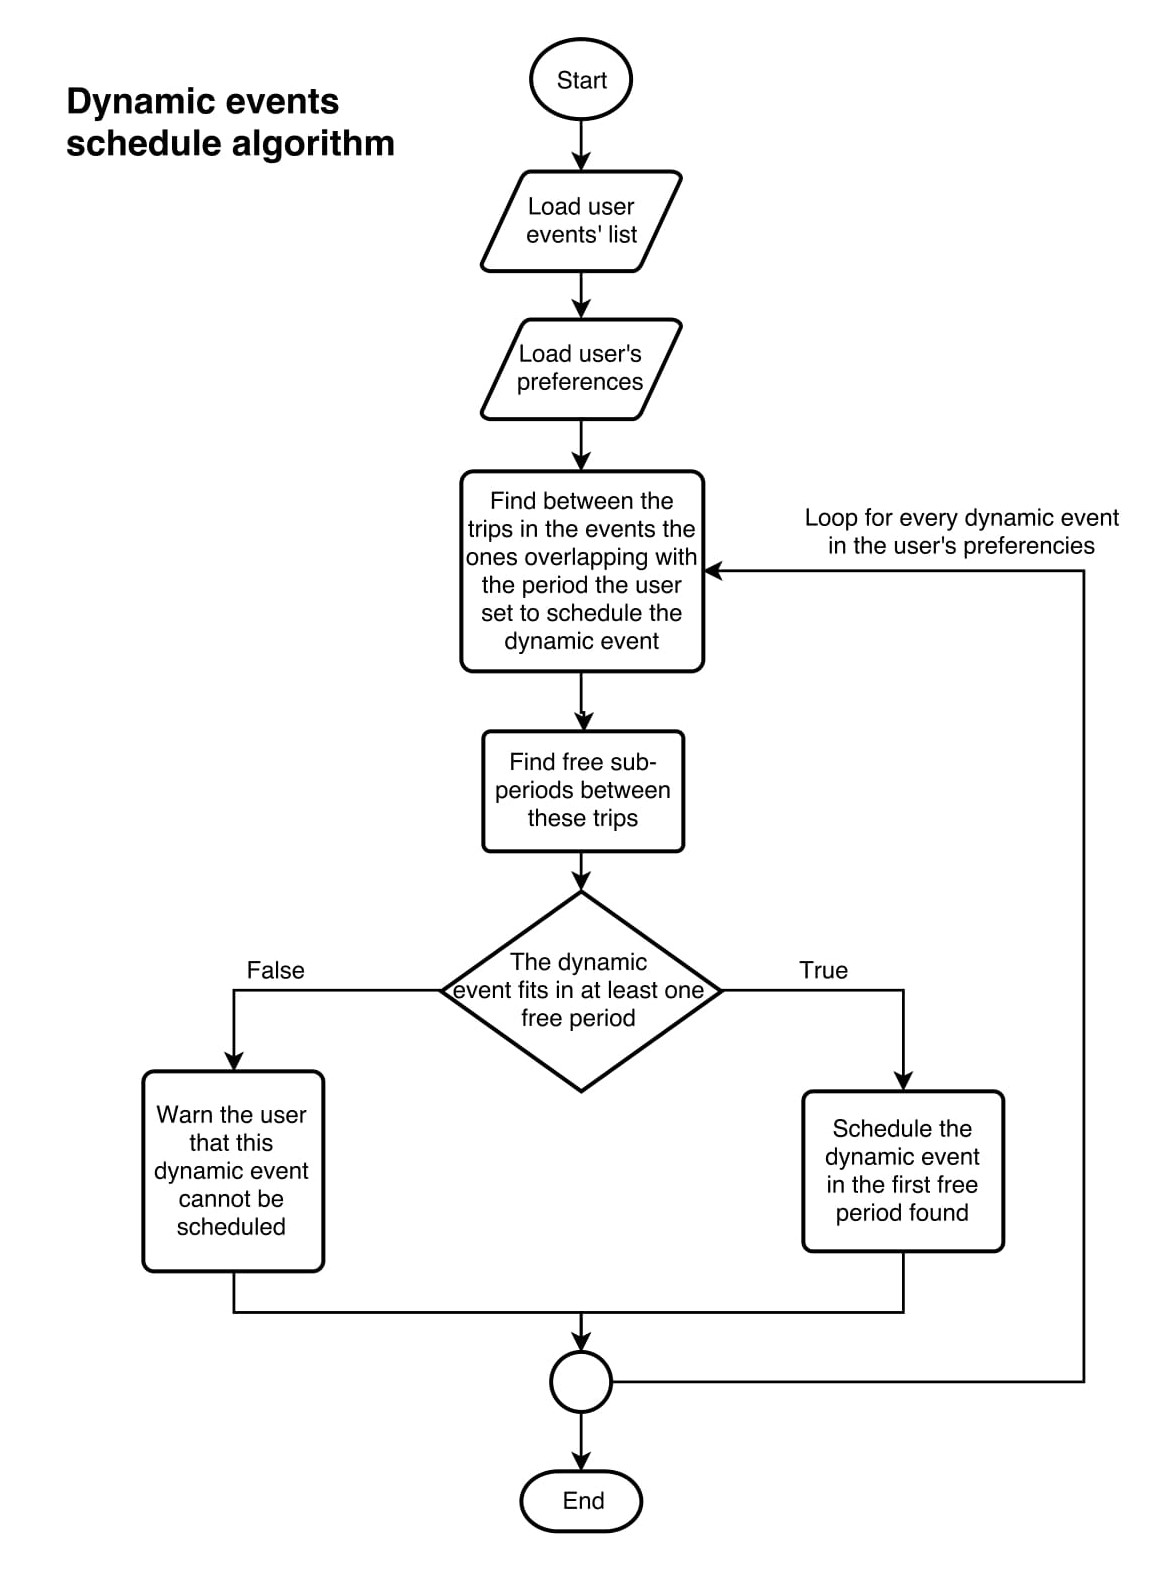 Dynamic events
schedule algorithm
Start
Load user
events' list
Load user's
preferences
Find between the
trips in the events the
ones overlapping with
the period the user
set to schedule the
dynamic event
Loop for every dynamic event
in the user's preferencies
Find free sub-
periods between
these trips
The dynamic
event fits in at least one
free period
False
True
Warn the user
that this
dynamic event
cannot be
scheduled
Schedule the
dynamic event
in the first free
period found
End